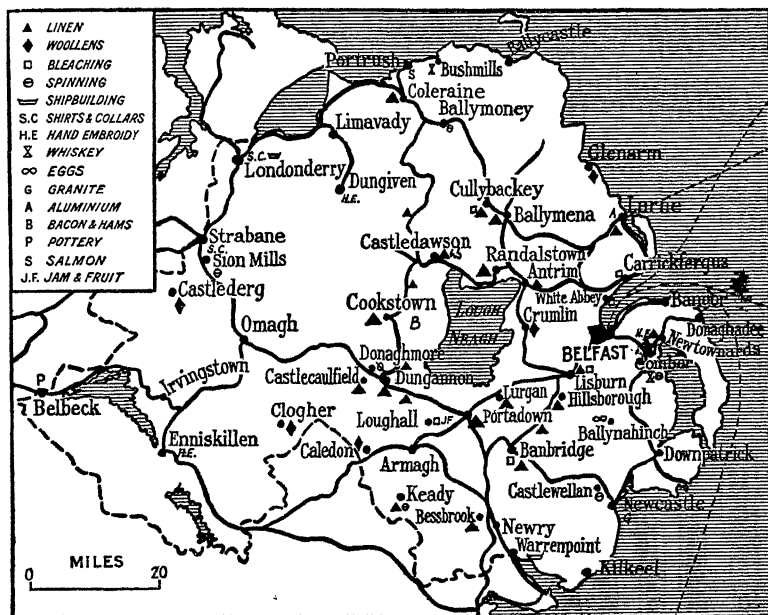 LINEN
WOOLLENS
BLEACHING
SPINNING
SHIPBUILDING
S.C SHIRTS & COLLARS
H.E HAND EMBROIDY
WHISKEY
EGGS
G GRANITE
A ALUMINIUM
B BACON & HAMS
P POTTERY
S SALMON
J.F. JAM & FRUIT
Ballycastle
Portrush
S
Bushmills
Coleraine
Ballymoney
Limavady
S.C.
Londonderry
Glenarm
Dungiven
H.E.
Cullybackey
Ballymena
A
Larne
Strabane
S.C.
Sion Mills
Castledawson
Randalstown
Antrim
Carrickfergus
Castlederg
White Abbey
Bangor
LOUGH
NEAGH
Crumlin
Cookstown
B
Donaghadee
Omagh
H.E.
Newtownards
BELFAST
Comber
Donaghmore
Irvingstown
Castlecaulfield
Dungannon
Lisburn
P
Belbeck
Lurgan
Hillsborough
Clogher
Loughall
JF
Portadown
Ballynahinch
Enniskillen
H.E.
Caledon
Armagh
Banbridge
Downpatrick
Keady
Castlewellan
Bessbrook
Newcastle
G
Newry
Warrenpoint
Kilkeel
MILES
0 20